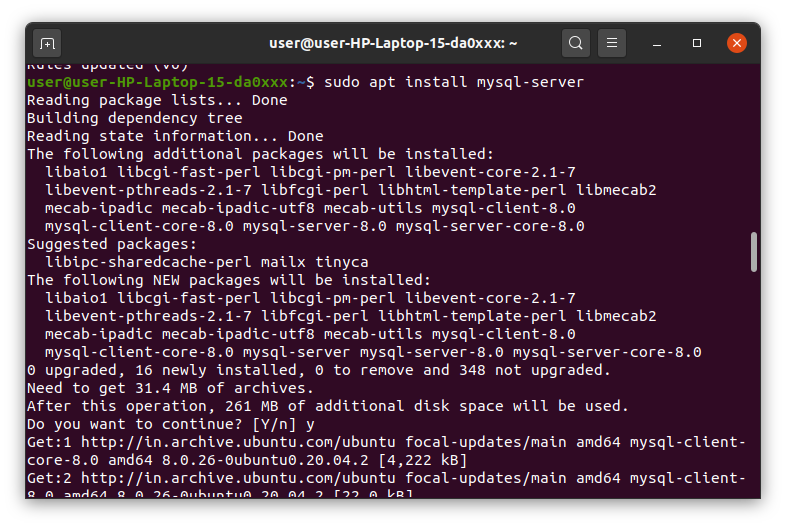 user@user-HP-Laptop-15-da0xxx: ~
Rules updated (v6)
user@user-HP-Laptop-15-da0xxx:~$ sudo apt install mysql-server
Reading package lists... Done
Building dependency tree
Reading state information... Done
The following additional packages will be installed:
  libaio1 libcgi-fast-perl libcgi-pm-perl libevent-core-2.1-7
  libevent-pthreads-2.1-7 libfcgi-perl libhtml-template-perl libmecab2
  mecab-ipadic mecab-ipadic-utf8 mecab-utils mysql-client-8.0
  mysql-client-core-8.0 mysql-server-8.0 mysql-server-core-8.0
Suggested packages:
  libipc-sharedcache-perl mailx tinyca
The following NEW packages will be installed:
  libaio1 libcgi-fast-perl libcgi-pm-perl libevent-core-2.1-7
  libevent-pthreads-2.1-7 libfcgi-perl libhtml-template-perl libmecab2
  mecab-ipadic mecab-ipadic-utf8 mecab-utils mysql-client-8.0
  mysql-client-core-8.0 mysql-server mysql-server-8.0 mysql-server-core-8.0
0 upgraded, 16 newly installed, 0 to remove and 348 not upgraded.
Need to get 31.4 MB of archives.
After this operation, 261 MB of additional disk space will be used.
Do you want to continue? [Y/n] y
Get:1 http://in.archive.ubuntu.com/ubuntu focal-updates/main amd64 mysql-client-
core-8.0 amd64 8.0.26-0ubuntu0.20.04.2 [4,222 kB]
Get:2 http://in.archive.ubuntu.com/ubuntu focal-updates/main amd64 mysql-client-
8.0 amd64 8.0.26-0ubuntu0.20.04.2 [22.0 kB]